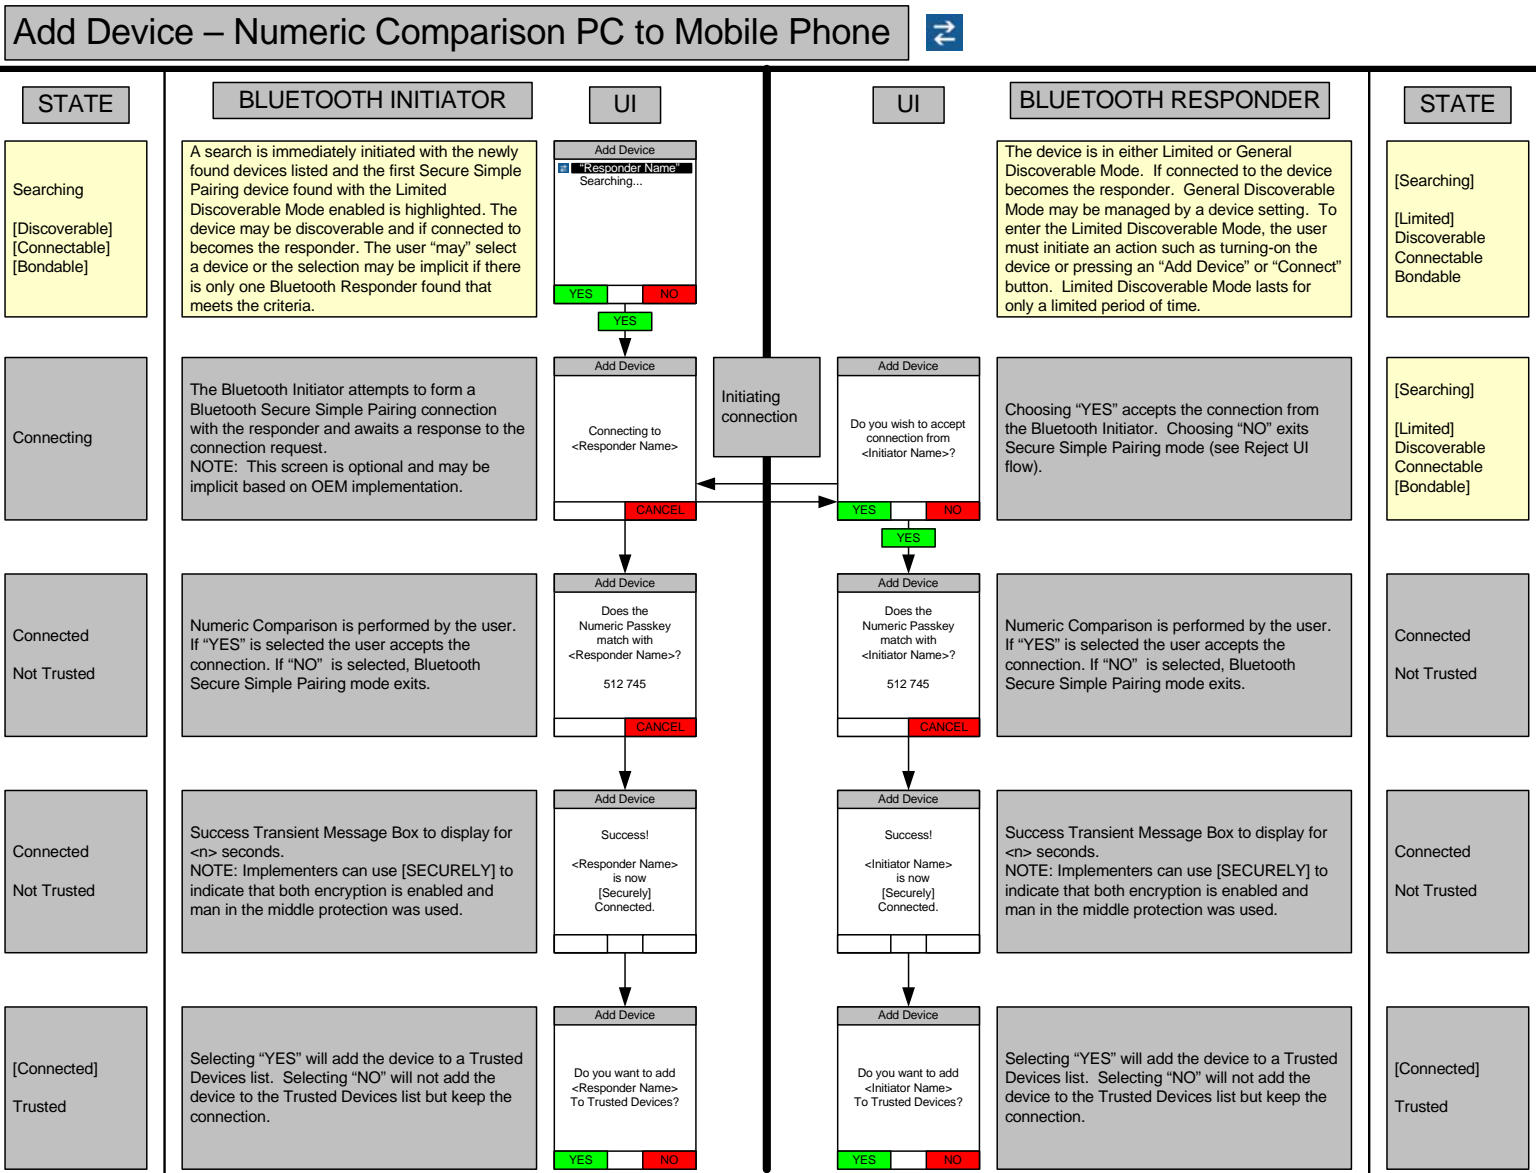 Add Device – Numeric Comparison PC to Mobile Phone
STATE
BLUETOOTH INITIATOR
UI
UI
BLUETOOTH RESPONDER
STATE
Searching
[Discoverable]
[Connectable]
[Bondable]
A search is immediately initiated with the newly
found devices listed and the first Secure Simple
Pairing device found with the Limited
Discoverable Mode enabled is highlighted. The
device may be discoverable and if connected to
becomes the responder. The user “may” select
a device or the selection may be implicit if there
is only one Bluetooth Responder found that
meets the criteria.
Add Device
“Responder Name”
Searching...
YES
NO
YES
The device is in either Limited or General
Discoverable Mode.  If connected to the device
becomes the responder.  General Discoverable
Mode may be managed by a device setting.  To
enter the Limited Discoverable Mode, the user
must initiate an action such as turning-on the
device or pressing an “Add Device” or “Connect”
button.  Limited Discoverable Mode lasts for
only a limited period of time.
[Searching]
[Limited]
Discoverable
Connectable
Bondable
Connecting
The Bluetooth Initiator attempts to form a
Bluetooth Secure Simple Pairing connection
with the responder and awaits a response to the
connection request.
NOTE:  This screen is optional and may be
implicit based on OEM implementation.
Add Device
Connecting to
<Responder Name>
CANCEL
Initiating
connection
Add Device
Do you wish to accept
connection from
<Initiator Name>?
YES
NO
YES
Choosing “YES” accepts the connection from
the Bluetooth Initiator.  Choosing “NO” exits
Secure Simple Pairing mode (see Reject UI
flow).
[Searching]
[Limited]
Discoverable
Connectable
[Bondable]
Connected
Not Trusted
Numeric Comparison is performed by the user.
If “YES” is selected the user accepts the
connection. If “NO”  is selected, Bluetooth
Secure Simple Pairing mode exits.
Add Device
Does the
Numeric Passkey
match with
<Responder Name>?
512 745
CANCEL
Add Device
Does the
Numeric Passkey
match with
<Initiator Name>?
512 745
CANCEL
Numeric Comparison is performed by the user.
If “YES” is selected the user accepts the
connection. If “NO”  is selected, Bluetooth
Secure Simple Pairing mode exits.
Connected
Not Trusted
Connected
Not Trusted
Success Transient Message Box to display for
<n> seconds.
NOTE: Implementers can use [SECURELY] to
indicate that both encryption is enabled and
man in the middle protection was used.
Add Device
Success!
<Responder Name>
is now
[Securely]
Connected.
Add Device
Success!
<Initiator Name>
is now
[Securely]
Connected.
Success Transient Message Box to display for
<n> seconds.
NOTE: Implementers can use [SECURELY] to
indicate that both encryption is enabled and
man in the middle protection was used.
Connected
Not Trusted
[Connected]
Trusted
Selecting “YES” will add the device to a Trusted
Devices list.  Selecting “NO” will not add the
device to the Trusted Devices list but keep the
connection.
Add Device
Do you want to add
<Responder Name>
To Trusted Devices?
YES
NO
Add Device
Do you want to add
<Initiator Name>
To Trusted Devices?
YES
NO
Selecting “YES” will add the device to a Trusted
Devices list.  Selecting “NO” will not add the
device to the Trusted Devices list but keep the
connection.
[Connected]
Trusted